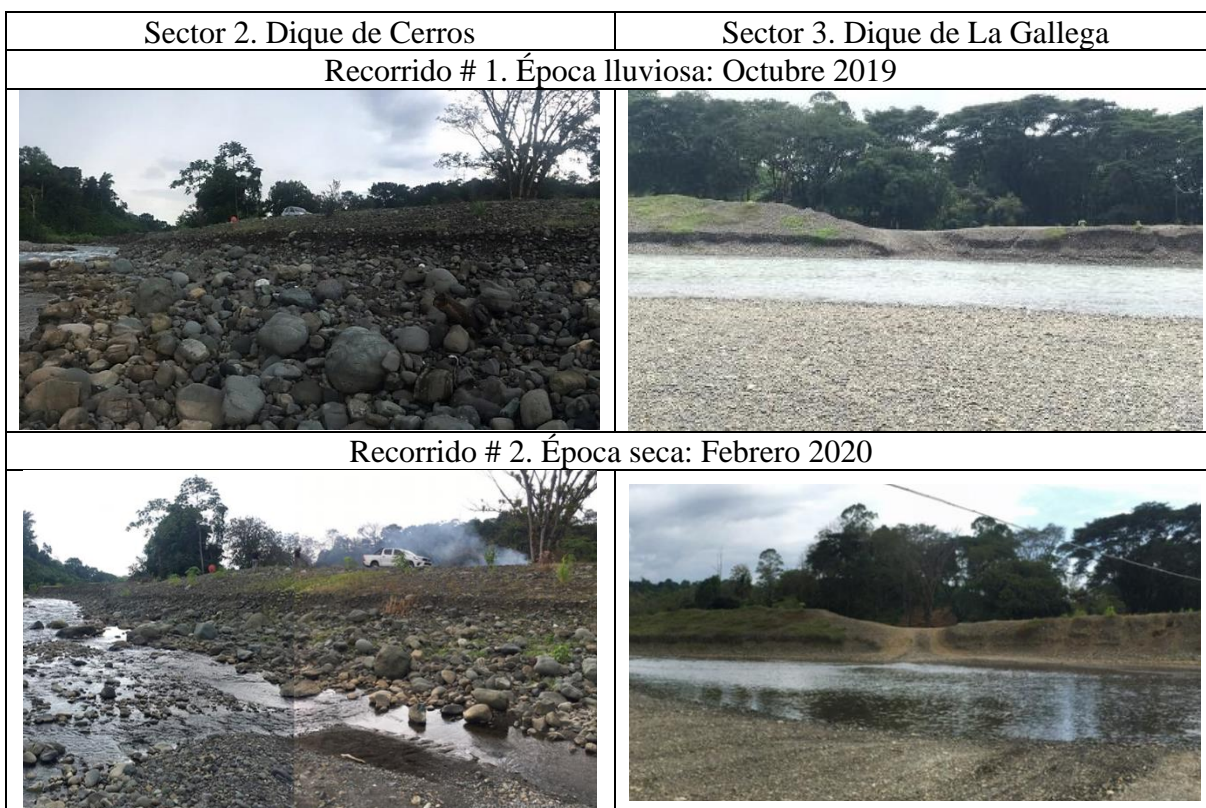 Sector 2. Dique de Cerros
Sector 3. Dique de La Gallega
Recorrido # 1. Época lluviosa: Octubre 2019
Recorrido # 2. Época seca: Febrero 2020